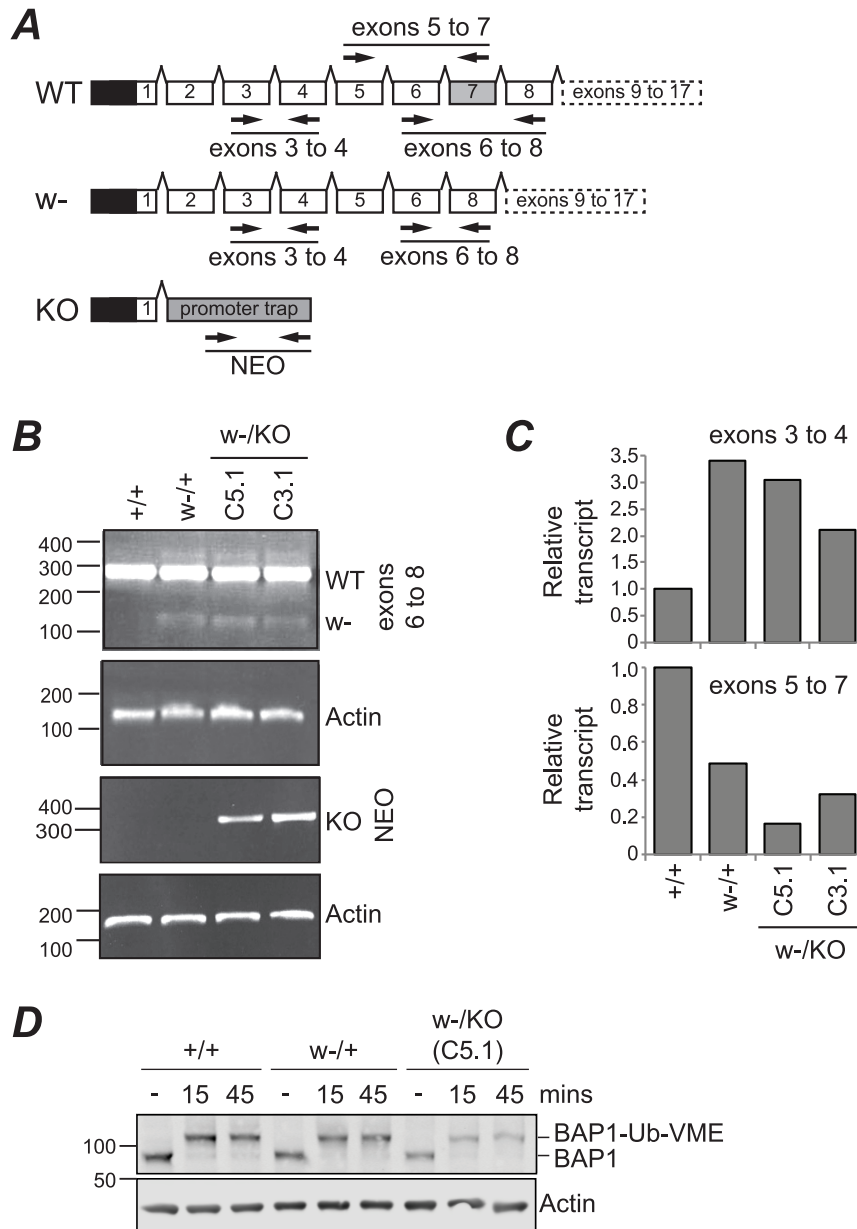 A
exons 5 to 7
WT 1 2 3 4 5 6 7 8 exons 9 to 17
exons 3 to 4 exons 6 to 8
w- 1 2 3 4 5 6 8 exons 9 to 17
exons 3 to 4 exons 6 to 8
KO 1 promoter trap
NEO
B
w-/KO
+/+ w-/+ C5.1 C3.1
400
300
200
100
WT
w-
exons 6 to 8
200
100
Actin
400
300
KO
NEO
200
100
Actin
C
exons 3 to 4
Relative transcript
3.5
3.0
2.5
2.0
1.5
1.0
0.5
0
exons 5 to 7
Relative transcript
1.0
0.8
0.6
0.4
0.2
0
+/+ w-/+ C5.1 C3.1
w-/KO
D
+/+ w-/+ w-/KO
(C5.1)
- 15 45 - 15 45 - 15 45 mins
100
BAP1-Ub-VME
BAP1
50
Actin